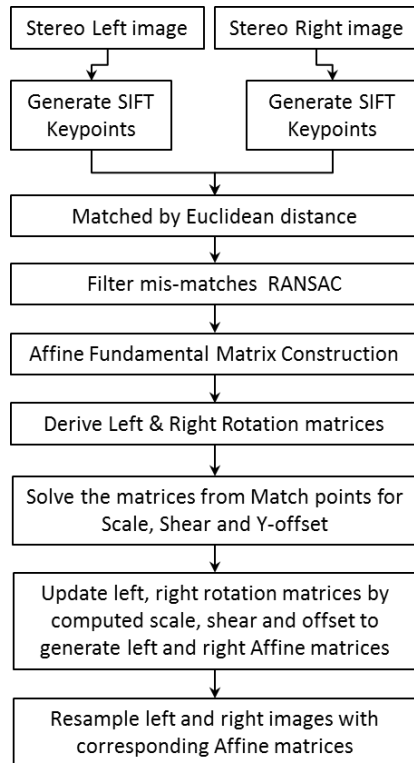 Stereo Left image
Stereo Right image
Generate SIFT
Keypoints
Generate SIFT
Keypoints
Matched by Euclidean distance
Filter mis-matches RANSAC
Affine Fundamental Matrix Construction
Derive Left & Right Rotation matrices
Solve the matrices from Match points for
Scale, Shear and Y-offset
Update left, right rotation matrices by
computed scale, shear and offset to
generate left and right Affine matrices
Resample left and right images with
corresponding Affine matrices